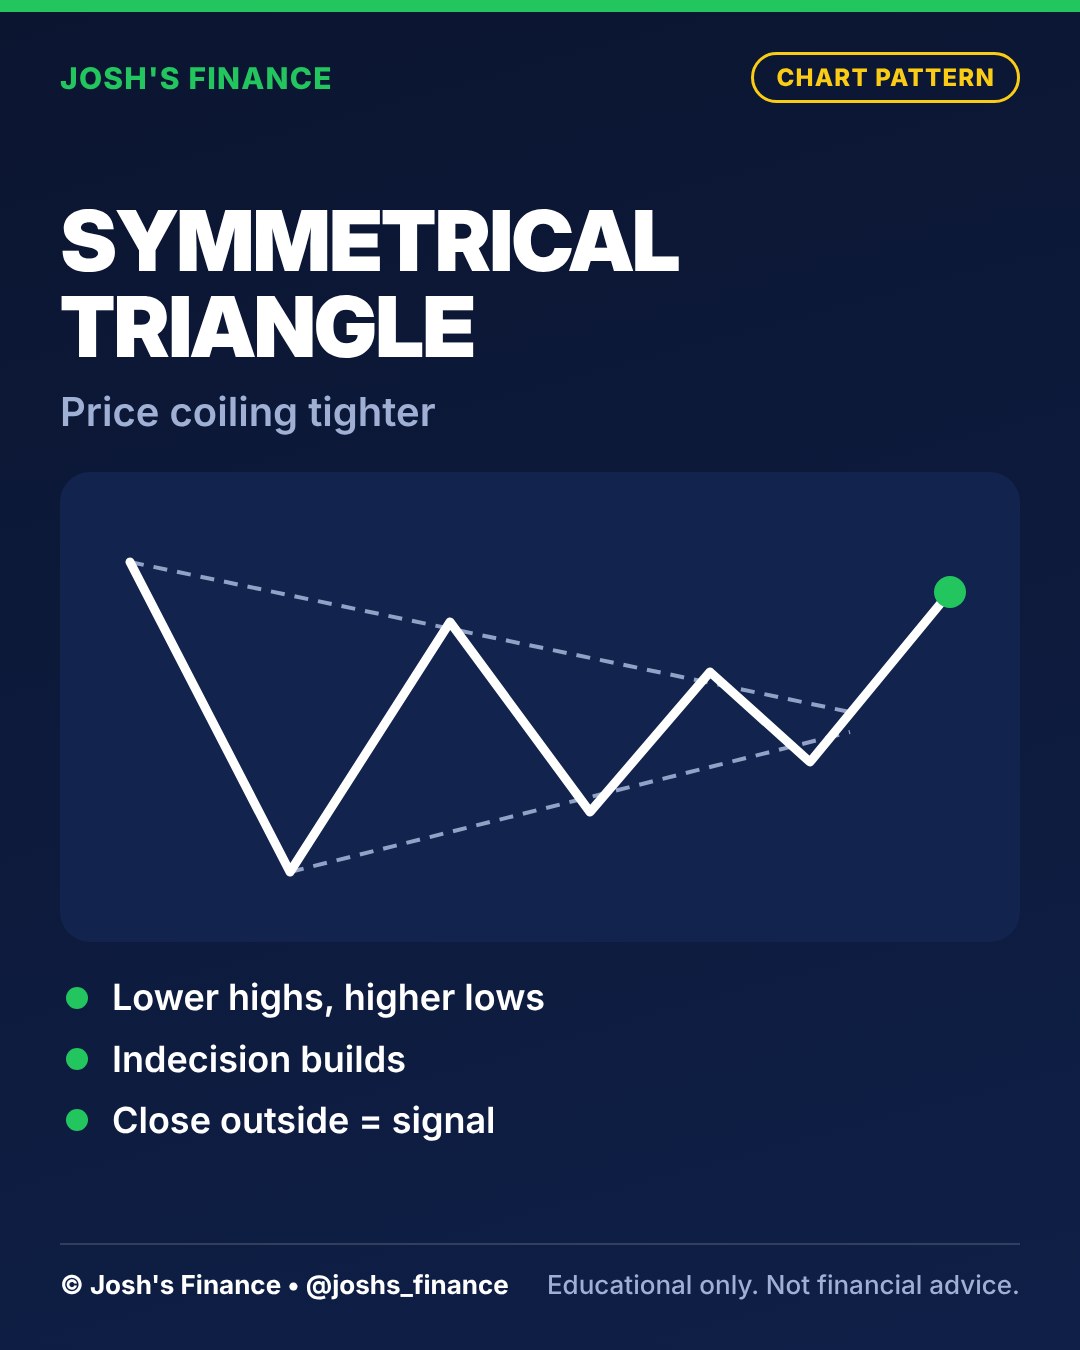 JOSH'S FINANCE
CHART PATTERN
SYMMETRICAL
TRIANGLE
Price coiling tighter
Lower highs, higher lows
Indecision builds
Close outside = signal
© Josh's Finance • @joshs_finance
Educational only. Not financial advice.